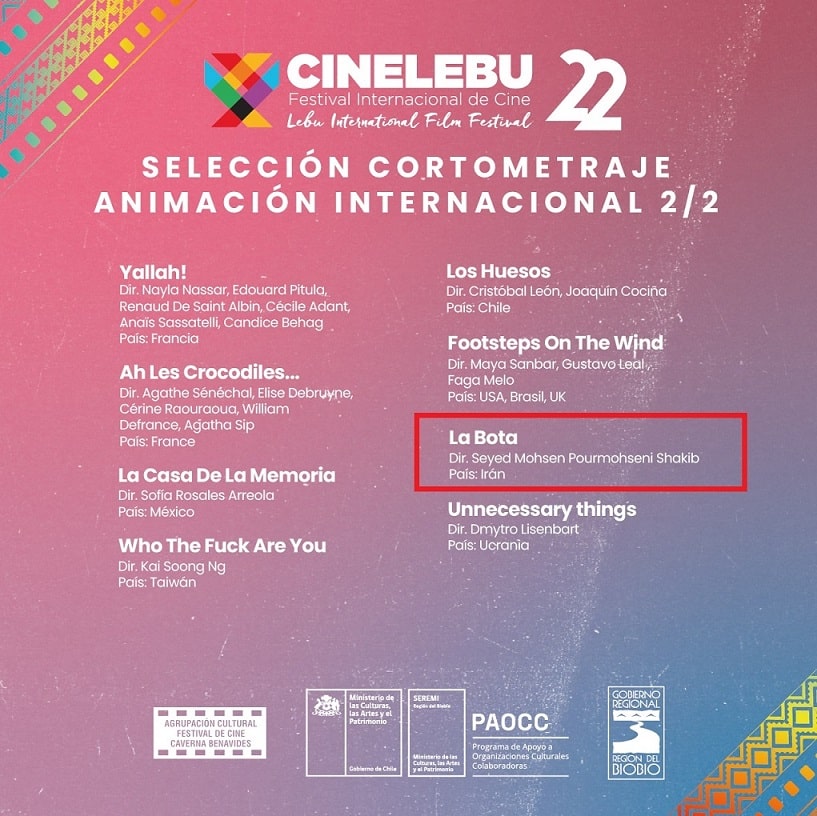 CINELEBU 22
Festival Internacional de Cine
Lebu International Film Festival
SELECCIÓN CORTOMETRAJE
ANIMACIÓN INTERNACIONAL 2/2
Yallah!
Dir. Nayla Nassar, Edouard Pitula,
Renaud De Saint Albin, Cécile Adant,
Anaïs Sassatelli, Candice Behag
País: Francia
Ah Les Crocodiles...
Dir. Agathe Sénéchal, Elise Debruyne,
Cérine Raouraoua, William
Defrance, Agatha Sip
País: France
La Casa De La Memoria
Dir. Sofía Rosales Arreola
País: México
Who The Fuck Are You
Dir. Kai Soong Ng
País: Taiwán
Los Huesos
Dir. Cristóbal León, Joaquín Cociña
País: Chile
Footsteps On The Wind
Dir. Maya Sanbar, Gustavo Leal,
Faga Melo
País: USA, Brasil, UK
La Bota
Dir. Seyed Mohsen Pourmohseni Shakib
País: Irán
Unnecessary things
Dir. Dmytro Lisenbart
País: Ucrania
AGRUPACIÓN CULTURAL
FESTIVAL DE CINE
CAVERNA BENAVIDES
Ministerio de
las Culturas,
las Artes y el
Patrimonio
Gobierno de Chile
SEREMI
Región del Biobío
Ministerio de las
Culturas, las Artes
y el Patrimonio
PAOCC
Programa de Apoyo a
Organizaciones Culturales
Colaboradoras
GOBIERNO
REGIONAL
REGION DEL
BIOBIO